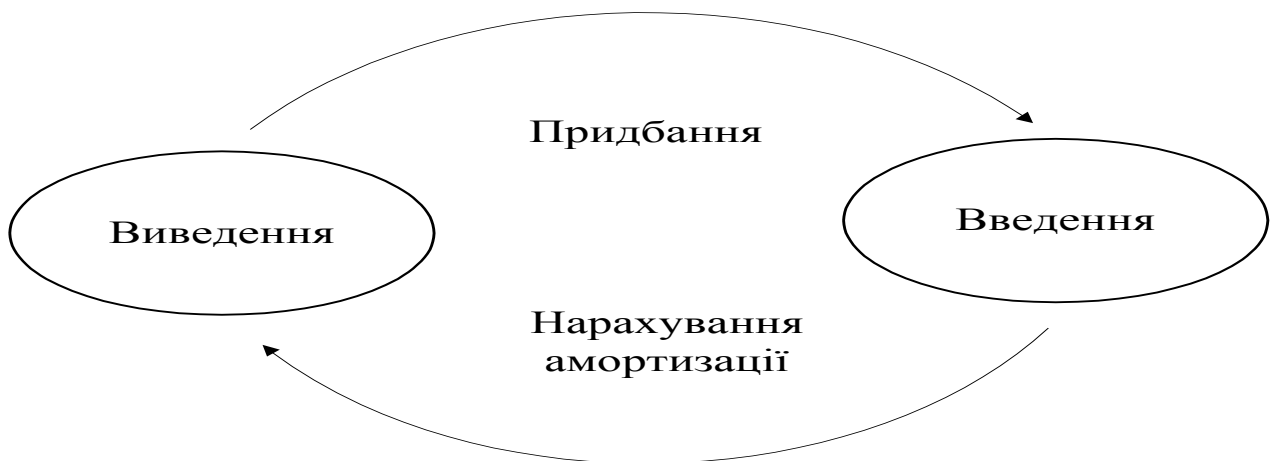 Придбання
Виведення
Введення
Нарахування
амортизації